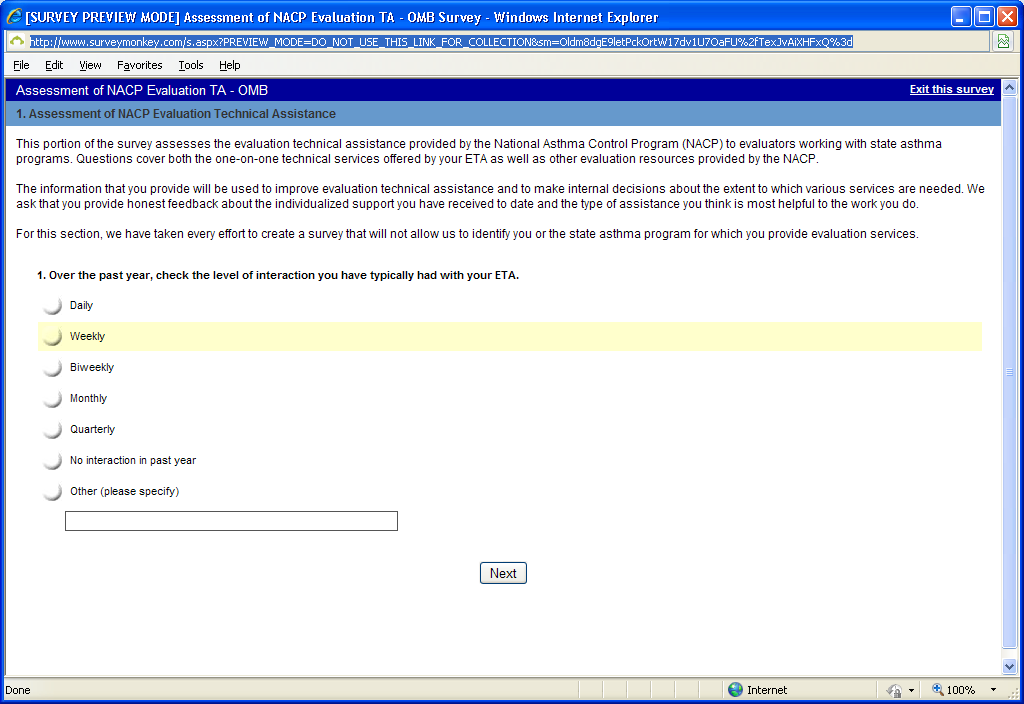 [SURVEY PREVIEW MODE] Assessment of NACP Evaluation TA - OMB Survey - Windows Internet Explorer
http://www.surveymonkey.com/s.aspx?PREVIEW_MODE=DO_NOT_USE_THIS_LINK_FOR_COLLECTION&sm=Oldm8dgE9letPckOrtW17dv1U7OaFU%2fTexJvAiXHFxQ%3d
File Edit View Favorites Tools Help
Assessment of NACP Evaluation TA - OMB Exit this survey
1. Assessment of NACP Evaluation Technical Assistance
This portion of the survey assesses the evaluation technical assistance provided by the National Asthma Control Program (NACP) to evaluators working with state asthma
programs. Questions cover both the one-on-one technical services offered by your ETA as well as other evaluation resources provided by the NACP.
The information that you provide will be used to improve evaluation technical assistance and to make internal decisions about the extent to which various services are needed. We
ask that you provide honest feedback about the individualized support you have received to date and the type of assistance you think is most helpful to the work you do.
For this section, we have taken every effort to create a survey that will not allow us to identify you or the state asthma program for which you provide evaluation services.
1. Over the past year, check the level of interaction you have typically had with your ETA.
Daily
Weekly
Biweekly
Monthly
Quarterly
No interaction in past year
Other (please specify)
Next
Done Internet 100%